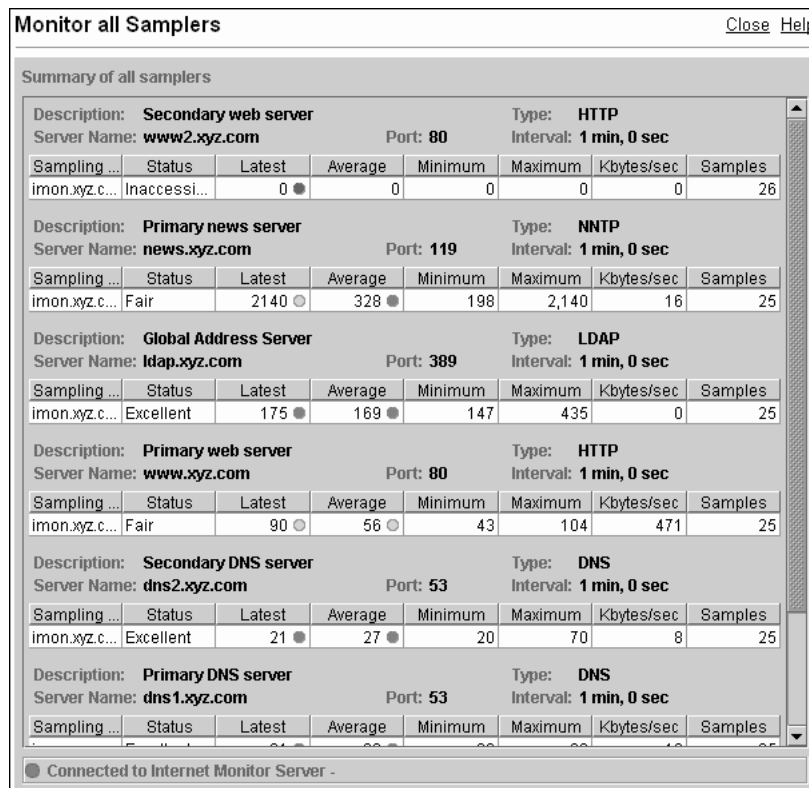 Monitor all Samplers Close Help
Summary of all samplers
Description: Secondary web server Type: HTTP
Server Name: www2.xyz.com Port: 80 Interval: 1 min, 0 sec
Sampling ... Status Latest Average Minimum Maximum Kbytes/sec Samples
imon.xyz.c... Inaccessi... 0 0 0 0 0 26
Description: Primary news server Type: NNTP
Server Name: news.xyz.com Port: 119 Interval: 1 min, 0 sec
Sampling ... Status Latest Average Minimum Maximum Kbytes/sec Samples
imon.xyz.c... Fair 2140 328 198 2,140 16 25
Description: Global Address Server Type: LDAP
Server Name: ldap.xyz.com Port: 389 Interval: 1 min, 0 sec
Sampling ... Status Latest Average Minimum Maximum Kbytes/sec Samples
imon.xyz.c... Excellent 175 169 147 435 0 25
Description: Primary web server Type: HTTP
Server Name: www.xyz.com Port: 80 Interval: 1 min, 0 sec
Sampling ... Status Latest Average Minimum Maximum Kbytes/sec Samples
imon.xyz.c... Fair 90 56 43 104 471 25
Description: Secondary DNS server Type: DNS
Server Name: dns2.xyz.com Port: 53 Interval: 1 min, 0 sec
Sampling ... Status Latest Average Minimum Maximum Kbytes/sec Samples
imon.xyz.c... Excellent 21 27 20 70 8 25
Description: Primary DNS server Type: DNS
Server Name: dns1.xyz.com Port: 53 Interval: 1 min, 0 sec
Sampling ... Status Latest Average Minimum Maximum Kbytes/sec Samples
Connected to Internet Monitor Server -